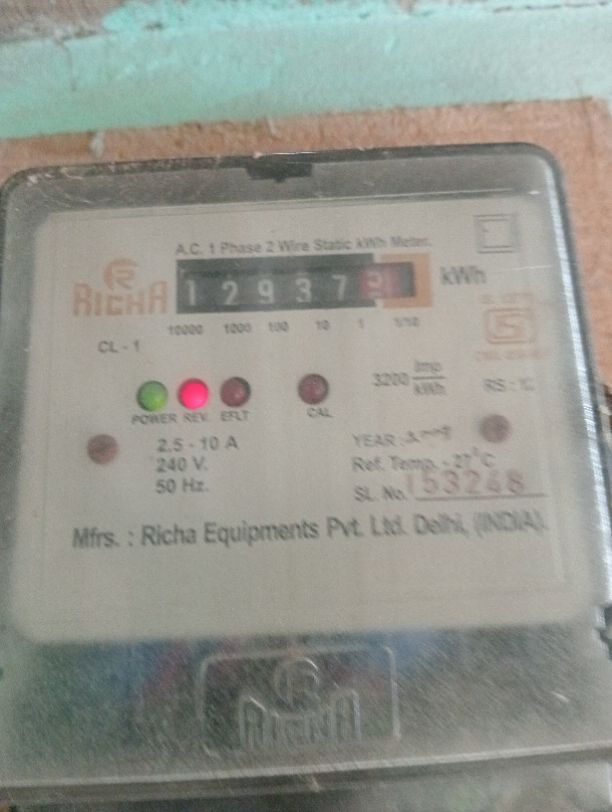 A.C. 1 Phase 2 Wire Static kWh Meter.
RICHA
1 2 9 3 7
kWh
10000 1000 100 10 1 1/10
CL - 1
3200 Imp/kWh
POWER REV. EFLT CAL
2.5 - 10 A
240 V.
50 Hz.
YEAR :
Ref. Temp. - 27°C
SL. No. 153248
Mfrs. : Richa Equipments Pvt. Ltd. Delhi, (INDIA).
RICHA